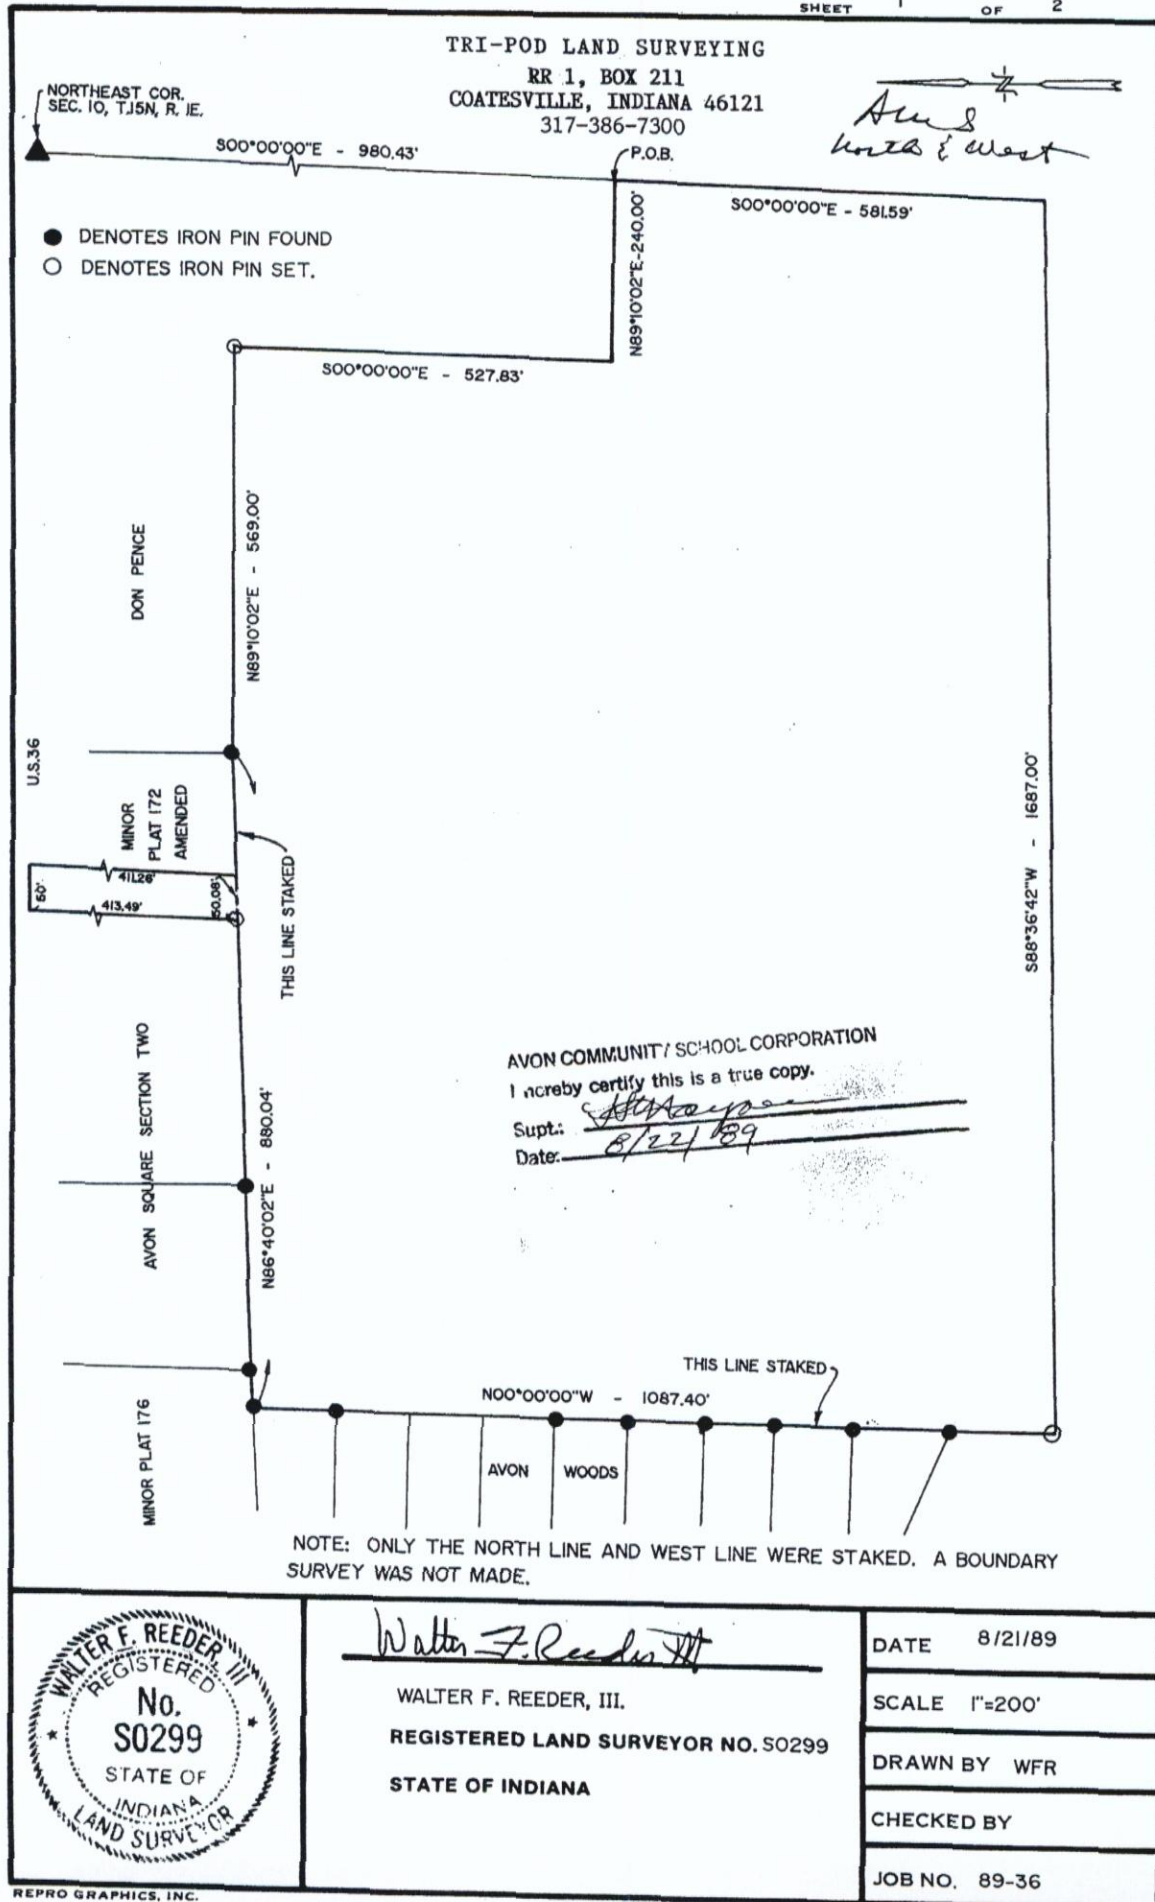 SHEET 1 OF 2
TRI-POD LAND SURVEYING
RR 1, BOX 211
COATESVILLE, INDIANA 46121
317-386-7300
N
North & West
NORTHEAST COR.
SEC. 10, T.15N, R. 1E.
S00°00'00"E - 980.43'
P.O.B.
S00°00'00"E - 581.59'
N89°10'02"E-240.00'
● DENOTES IRON PIN FOUND
○ DENOTES IRON PIN SET.
S00°00'00"E - 527.83'
DON PENCE
N89°10'02"E - 569.00'
U.S.36
MINOR
PLAT 172
AMENDED
411.26'
50'
50.08'
413.49'
THIS LINE STAKED
S88°36'42"W - 1687.00'
AVON SQUARE SECTION TWO
N86°40'02"E - 880.04'
AVON COMMUNITY SCHOOL CORPORATION
I hereby certify this is a true copy.
Supt.:
Date: 8/22/89
THIS LINE STAKED
N00°00'00"W - 1087.40'
MINOR PLAT 176
AVON WOODS
NOTE: ONLY THE NORTH LINE AND WEST LINE WERE STAKED. A BOUNDARY
SURVEY WAS NOT MADE.
WALTER F. REEDER, III
REGISTERED
No.
S0299
STATE OF
INDIANA
LAND SURVEYOR
Walter F. Reeder III
WALTER F. REEDER, III.
REGISTERED LAND SURVEYOR NO. S0299
STATE OF INDIANA
DATE 8/21/89
SCALE 1"=200'
DRAWN BY WFR
CHECKED BY
JOB NO. 89-36
REPRO GRAPHICS, INC.